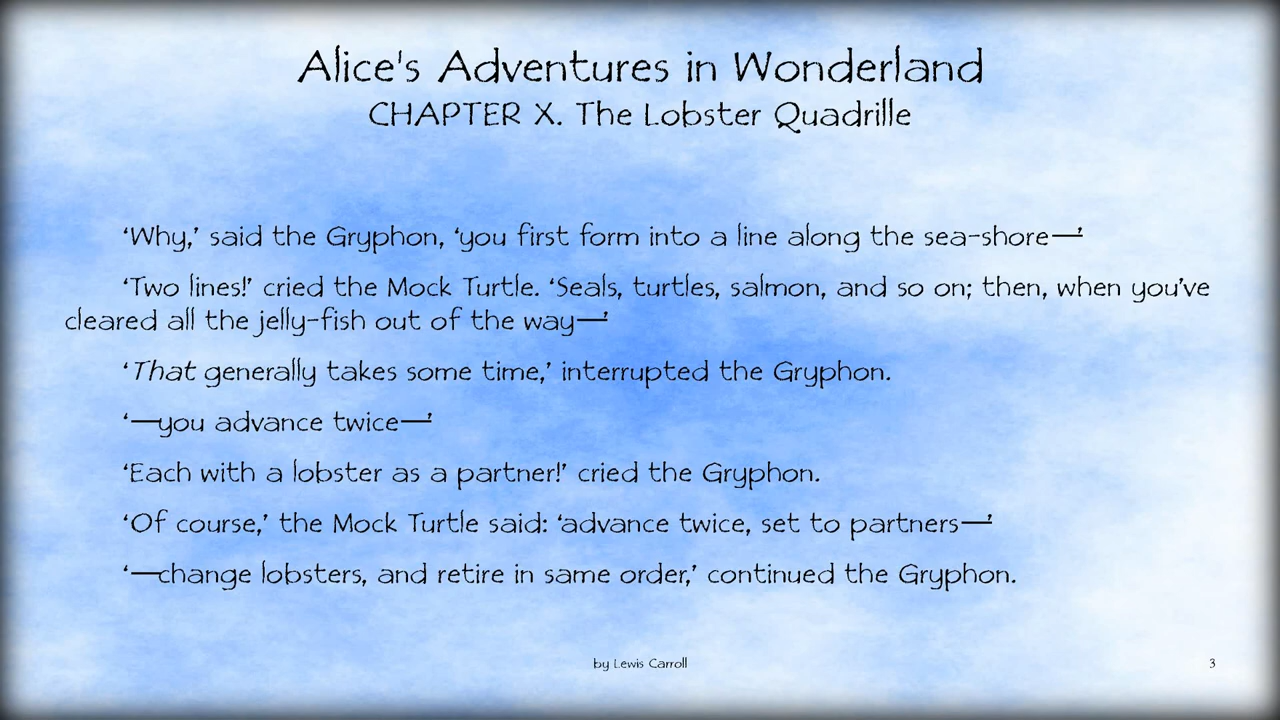 Alice's Adventures in Wonderland
CHAPTER X. The Lobster Quadrille
‘Why,’ said the Gryphon, ‘you first form into a line along the sea-shore—’
‘Two lines!’ cried the Mock Turtle. ‘Seals, turtles, salmon, and so on; then, when you’ve
cleared all the jelly-fish out of the way—’
‘That generally takes some time,’ interrupted the Gryphon.
‘—you advance twice—’
‘Each with a lobster as a partner!’ cried the Gryphon.
‘Of course,’ the Mock Turtle said: ‘advance twice, set to partners—’
‘—change lobsters, and retire in same order,’ continued the Gryphon.
by Lewis Carroll
3